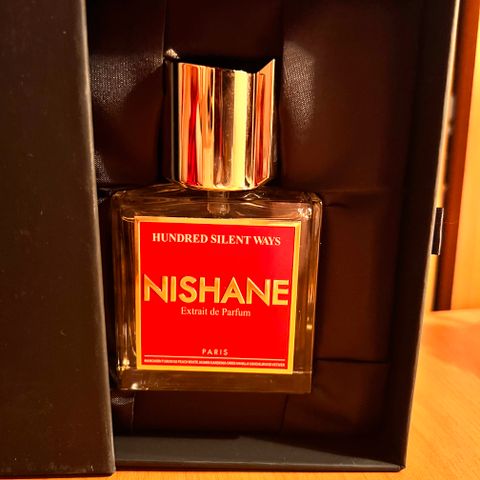 HUNDRED SILENT WAYS
NISHANE
Extrait de Parfum
PARIS